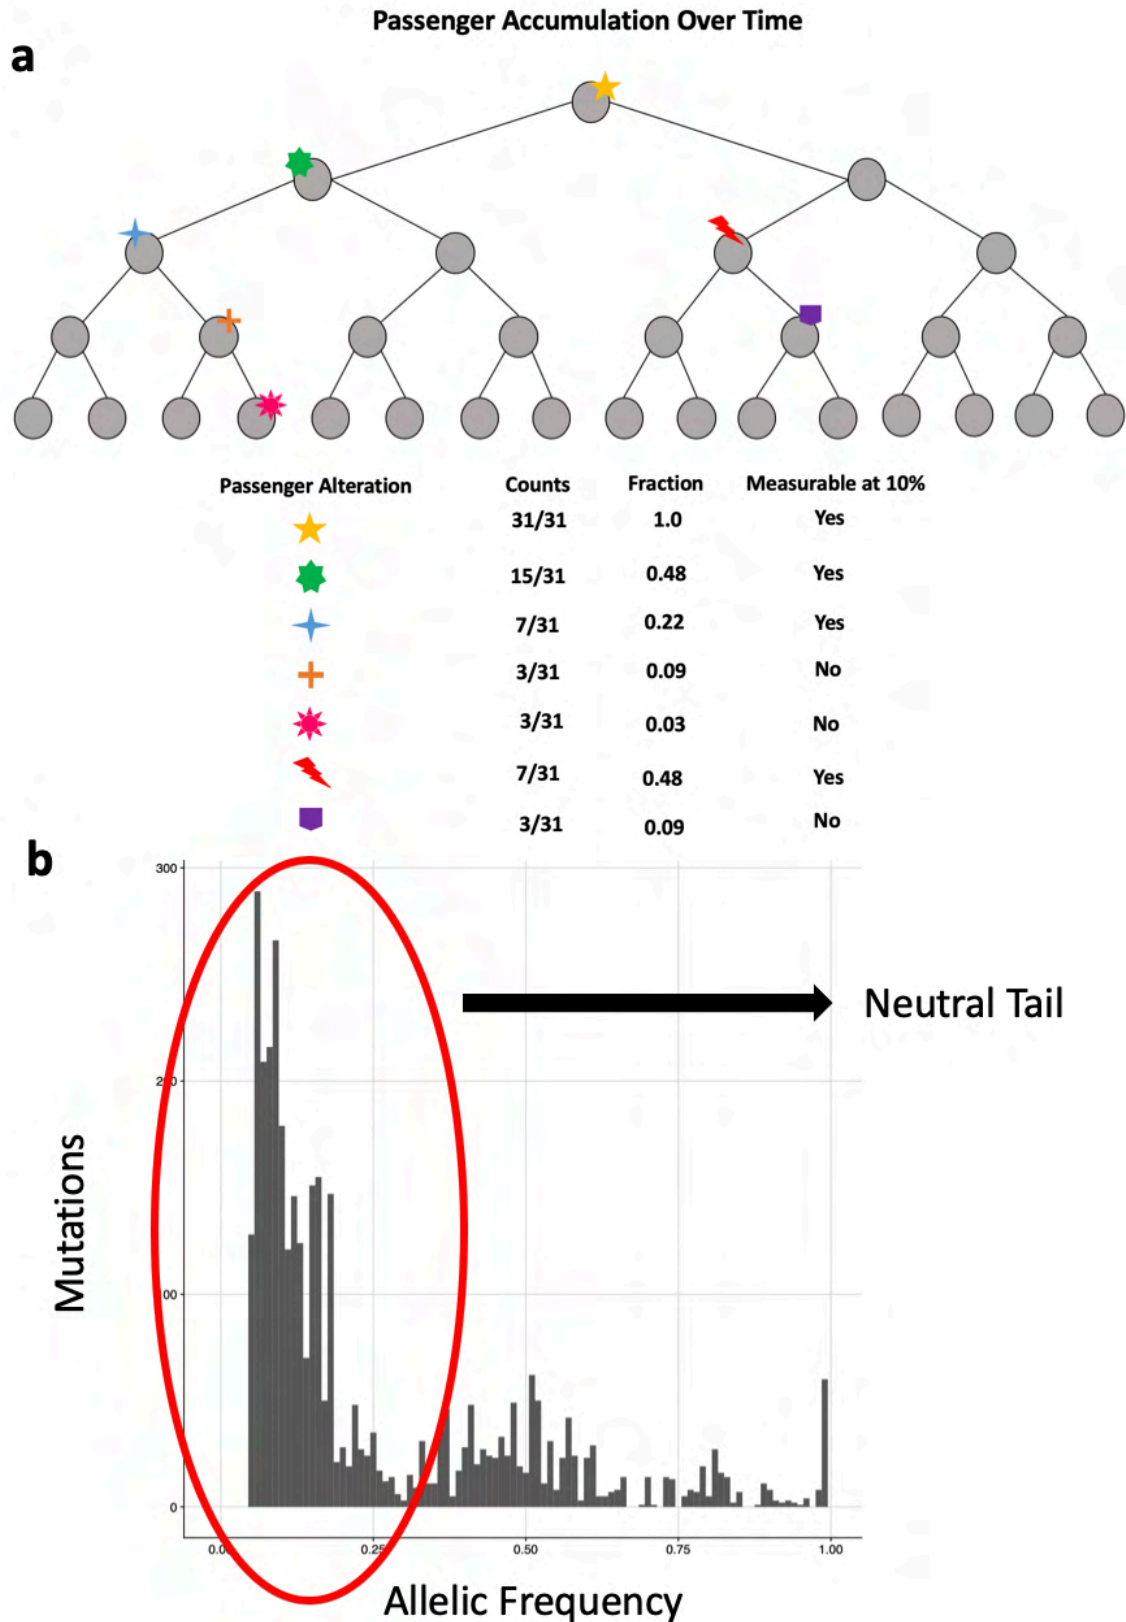 Passenger Accumulation Over Time
a
Passenger Alteration Counts Fraction Measurable at 10%
31/31 1.0 Yes
15/31 0.48 Yes
7/31 0.22 Yes
3/31 0.09 No
3/31 0.03 No
7/31 0.48 Yes
3/31 0.09 No
b
300
Neutral Tail
Mutations
0
0.25 0.50 0.75 1.00
Allelic Frequency